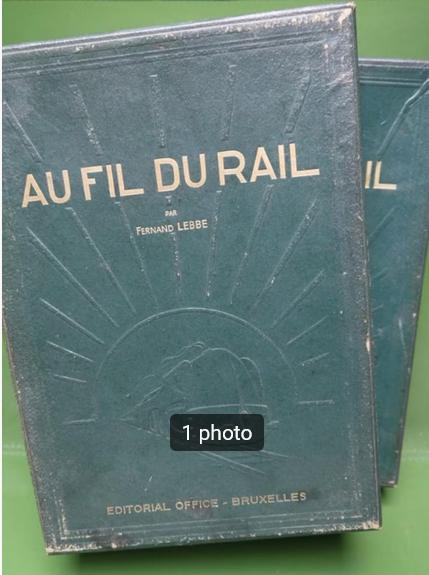 AU FIL DU RAIL
PAR
FERNAND LEBBE
IL
1 photo
EDITORIAL OFFICE - BRUXELLES